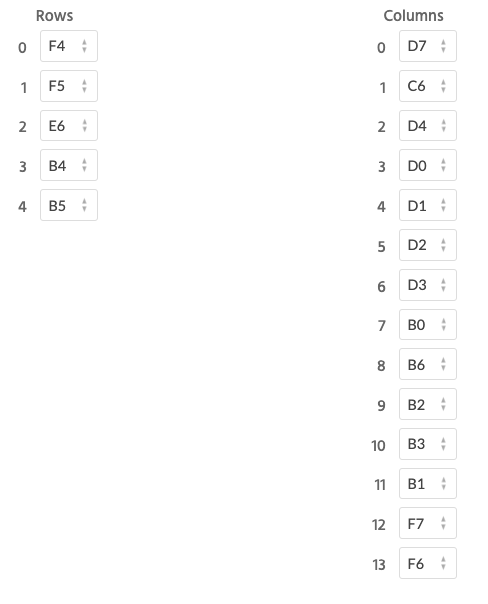 Rows Columns
0 F4 0 D7
1 F5 1 C6
2 E6 2 D4
3 B4 3 D0
4 B5 4 D1
5 D2
6 D3
7 B0
8 B6
9 B2
10 B3
11 B1
12 F7
13 F6